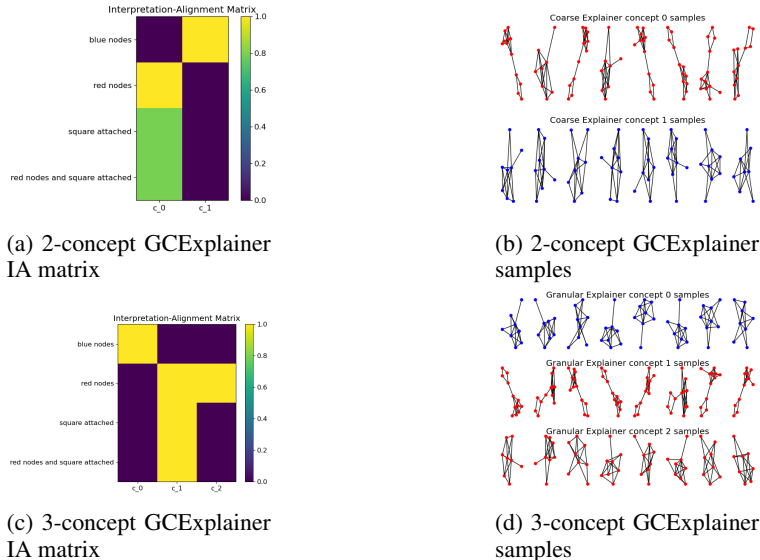 Interpretation-Alignment Matrix
blue nodes
red nodes
square attached
red nodes and square attached
c_0
c_1
1.0
0.8
0.6
0.4
0.2
0.0
(a) 2-concept GCExplainer
IA matrix
Coarse Explainer concept 0 samples
Coarse Explainer concept 1 samples
(b) 2-concept GCExplainer
samples
Interpretation-Alignment Matrix
blue nodes
red nodes
square attached
red nodes and square attached
c_0
c_1
c_2
1.0
0.8
0.6
0.4
0.2
0.0
(c) 3-concept GCExplainer
IA matrix
Granular Explainer concept 0 samples
Granular Explainer concept 1 samples
Granular Explainer concept 2 samples
(d) 3-concept GCExplainer
samples